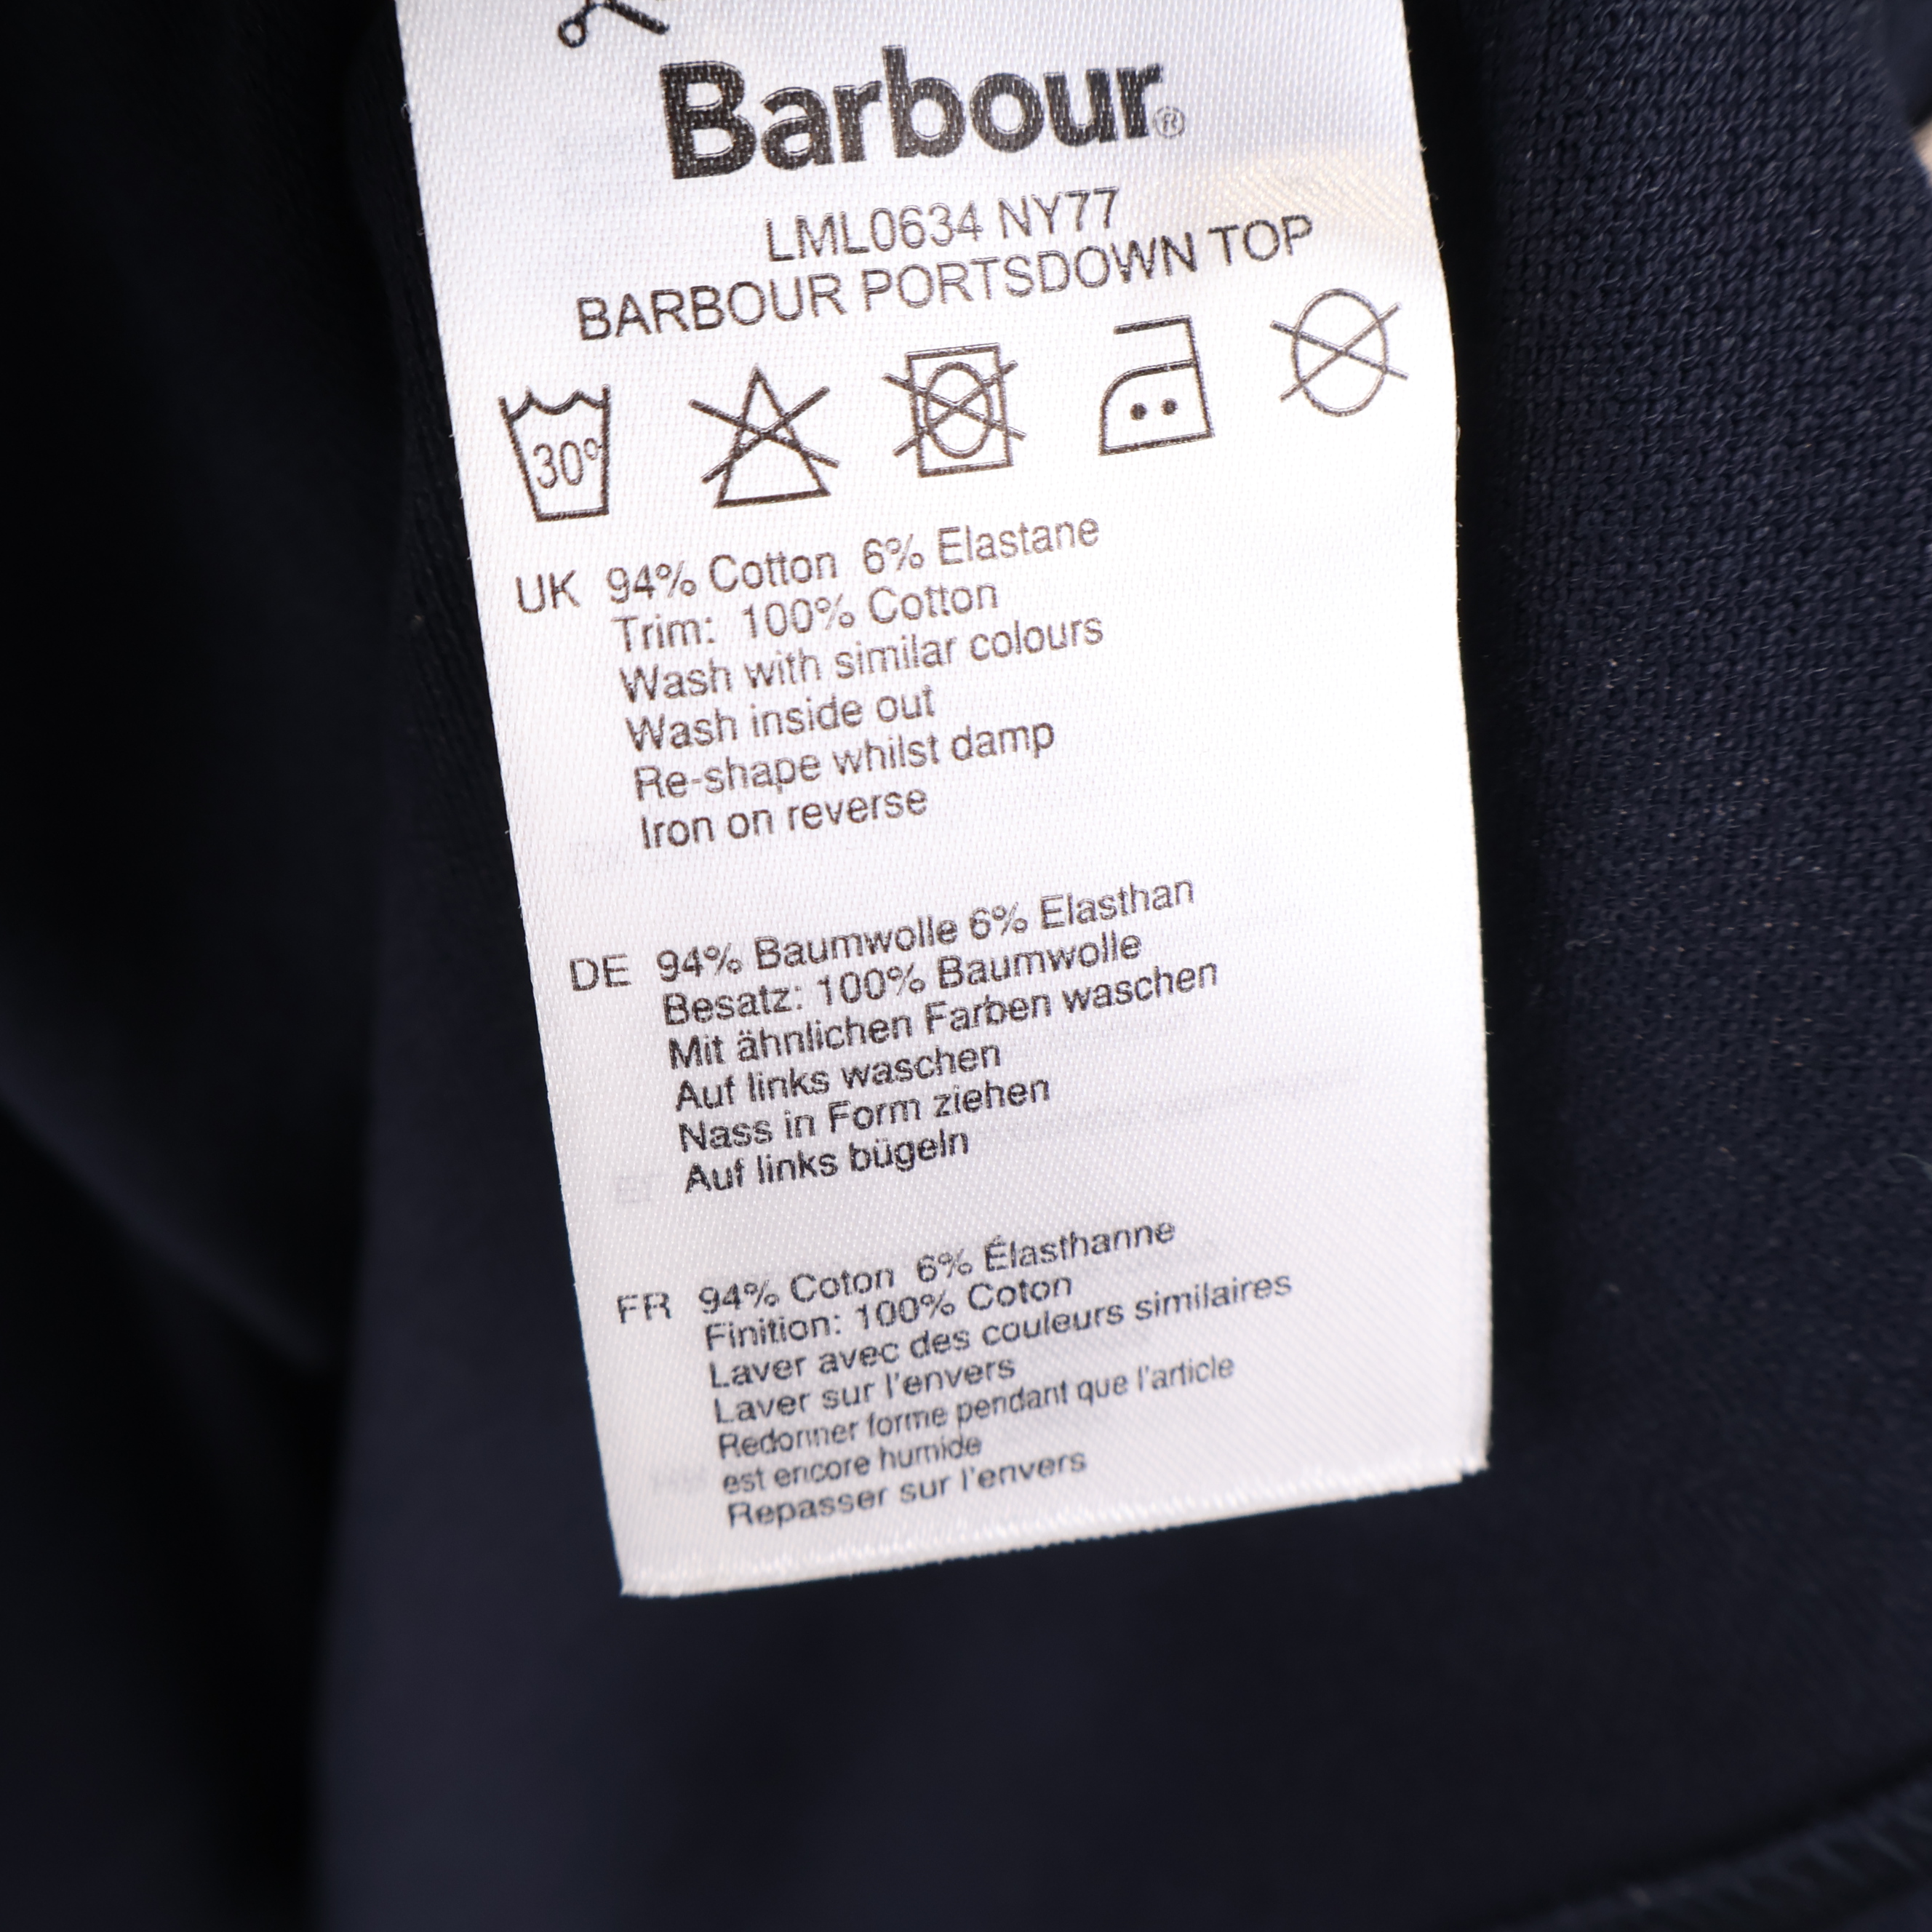 Barbour®
LML0634 NY77
BARBOUR PORTSDOWN TOP
30°
UK 94% Cotton 6% Elastane
Trim: 100% Cotton
Wash with similar colours
Wash inside out
Re-shape whilst damp
Iron on reverse
DE 94% Baumwolle 6% Elasthan
Besatz: 100% Baumwolle
Mit ähnlichen Farben waschen
Auf links waschen
Nass in Form ziehen
Auf links bügeln
FR 94% Coton 6% Élasthanne
Finition: 100% Coton
Laver avec des couleurs similaires
Laver sur l'envers
Redonner forme pendant que l'article
est encore humide
Repasser sur l'envers